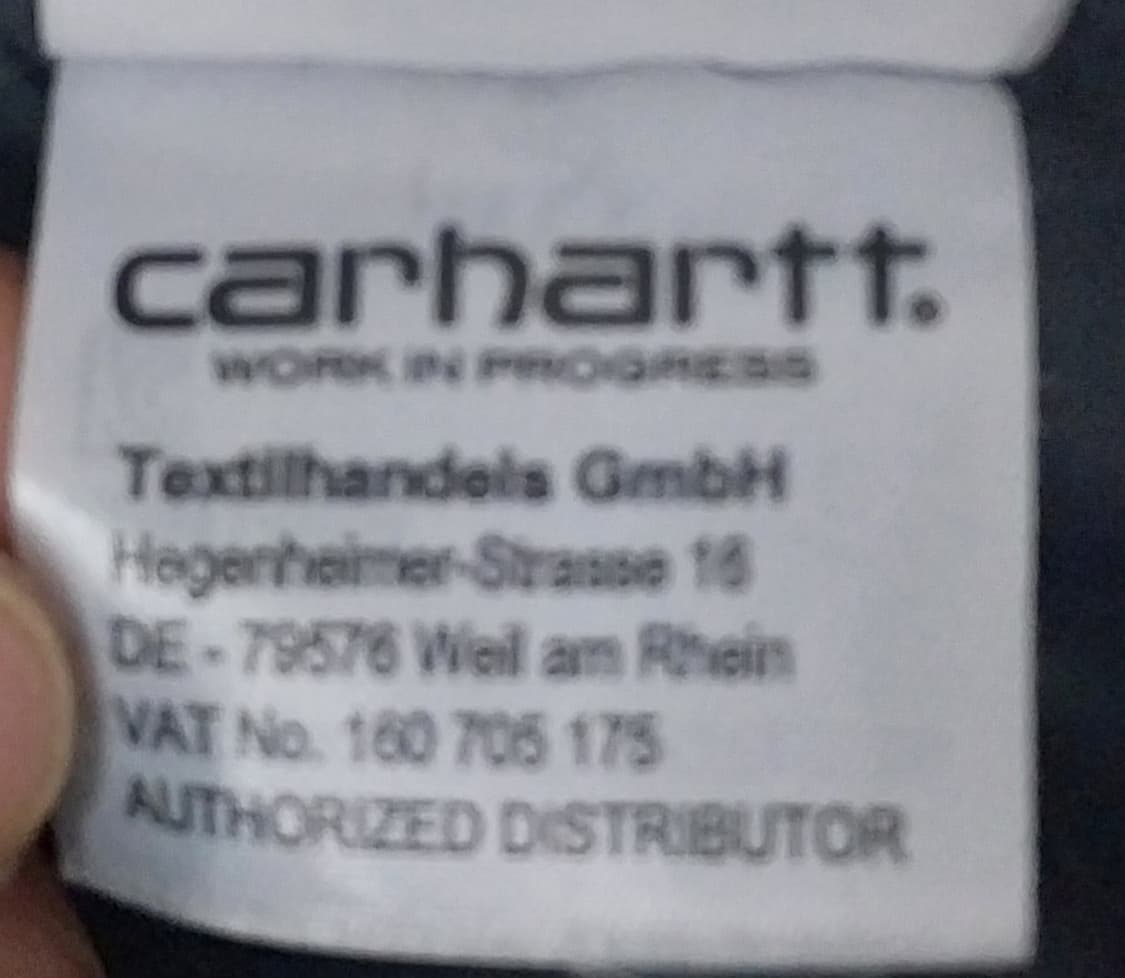 carhartt.
WORK IN PROGRESS
Textilhandels GmbH
Hegenheimer-Strasse 16
DE - 79576 Weil am Rhein
VAT No. 160 705 175
AUTHORIZED DISTRIBUTOR